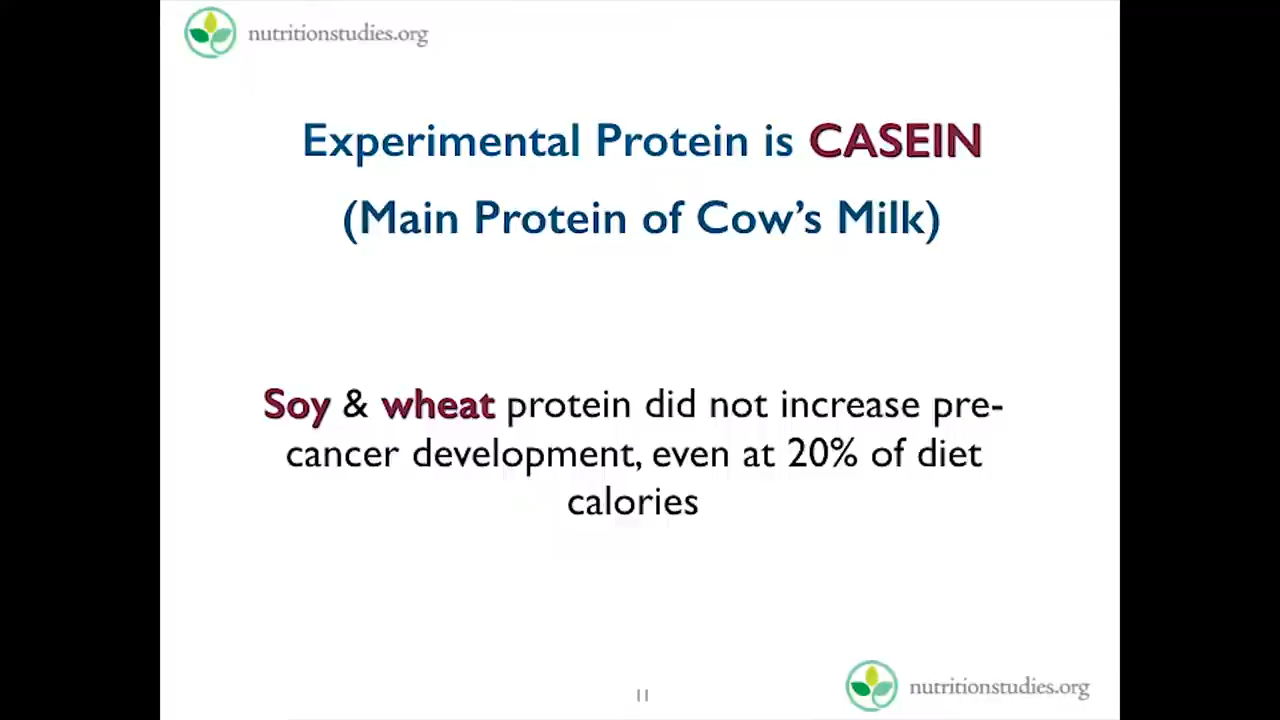 nutritionstudies.org
Experimental Protein is CASEIN
(Main Protein of Cow’s Milk)
Soy & wheat protein did not increase pre-
cancer development, even at 20% of diet
calories
11
nutritionstudies.org